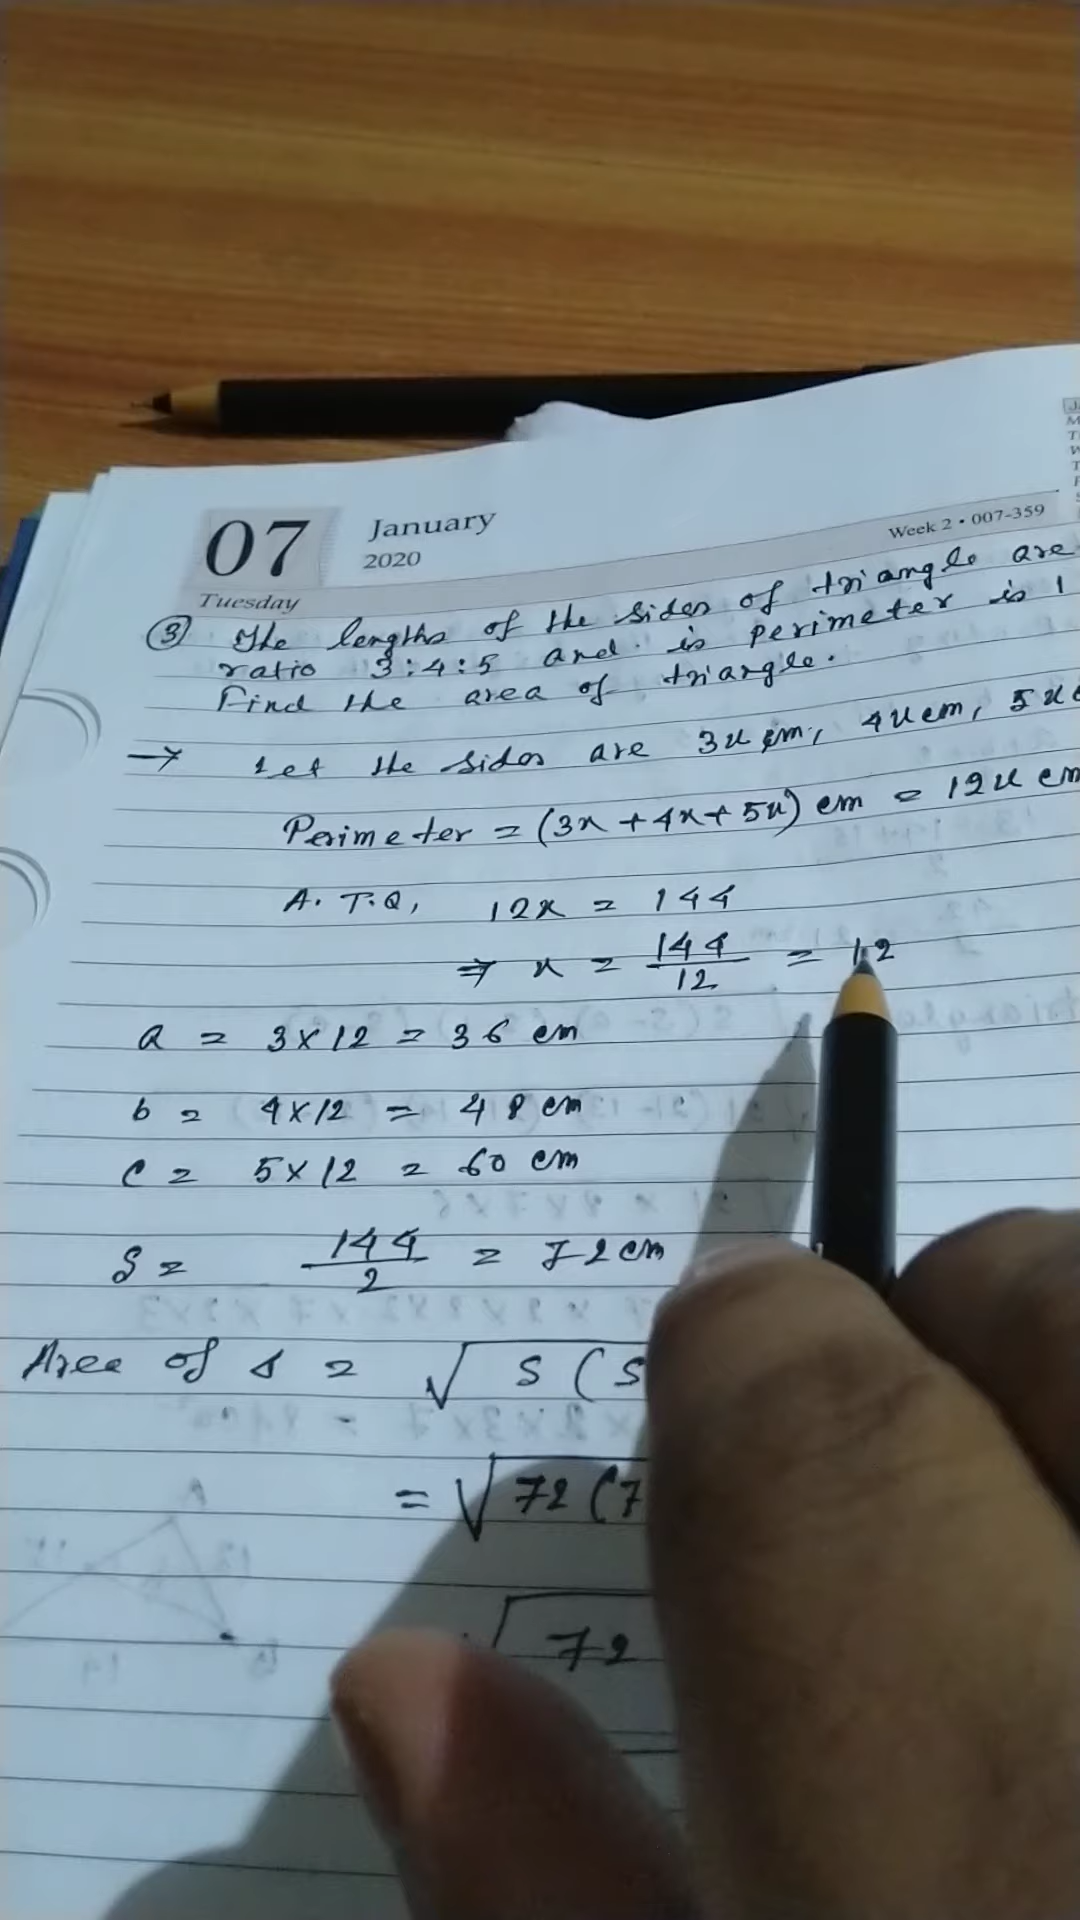 07
January
2020
Week 2 • 007-359
Tuesday
③ The lengths of the sides of triangle are
ratio 3:4:5 and is perimeter is 1
Find the area of triangle.
→ Let the sides are 3x cm, 4x cm, 5x
Perimeter = (3x + 4x + 5x) cm = 12x cm
A.T.Q, 12x = 144
⇒ x = 144/12 = 12
a = 3×12 = 36 cm
b = 4×12 = 48 cm
c = 5×12 = 60 cm
S = 144/2 = 72 cm
Area of Δ = √ S (S
= √ 72 (7
√ 72